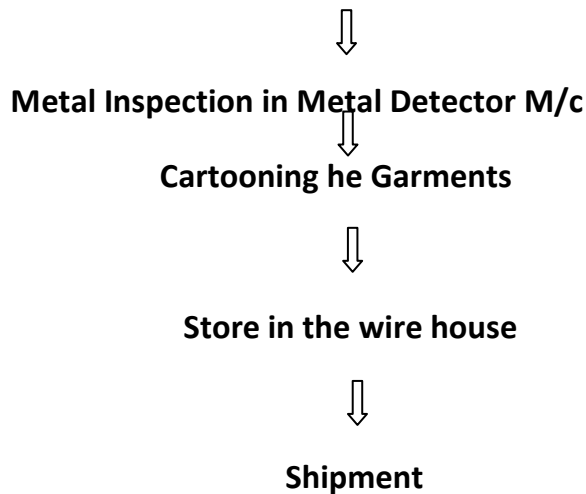 Metal Inspection in Metal Detector M/c
Cartooning he Garments
Store in the wire house
Shipment